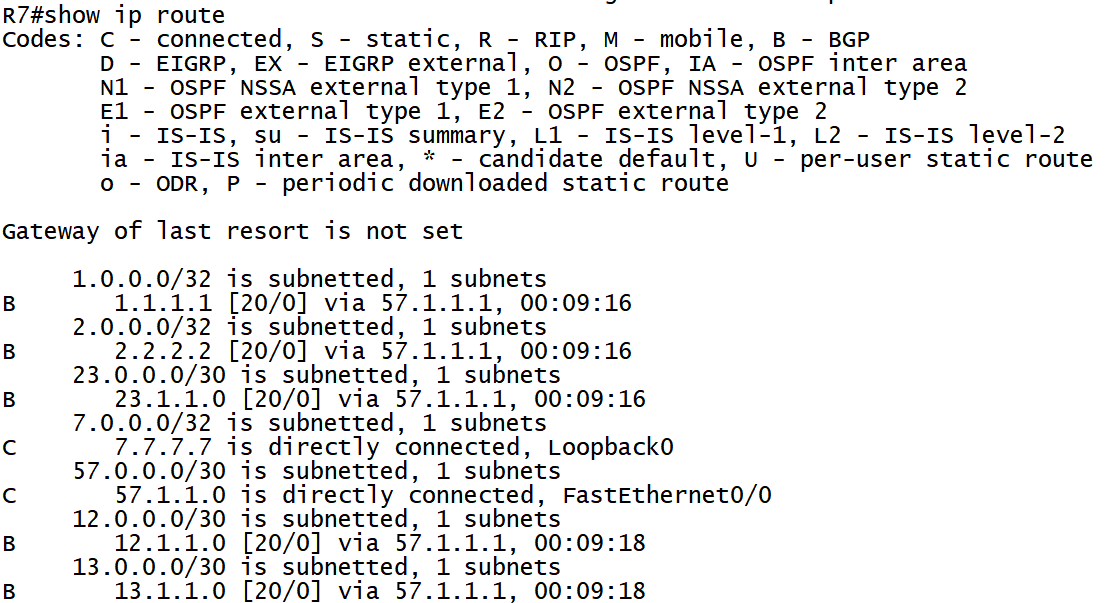 R7#show ip route
Codes: C - connected, S - static, R - RIP, M - mobile, B - BGP
       D - EIGRP, EX - EIGRP external, O - OSPF, IA - OSPF inter area
       N1 - OSPF NSSA external type 1, N2 - OSPF NSSA external type 2
       E1 - OSPF external type 1, E2 - OSPF external type 2
       i - IS-IS, su - IS-IS summary, L1 - IS-IS level-1, L2 - IS-IS level-2
       ia - IS-IS inter area, * - candidate default, U - per-user static route
       o - ODR, P - periodic downloaded static route

Gateway of last resort is not set

     1.0.0.0/32 is subnetted, 1 subnets
B       1.1.1.1 [20/0] via 57.1.1.1, 00:09:16
     2.0.0.0/32 is subnetted, 1 subnets
B       2.2.2.2 [20/0] via 57.1.1.1, 00:09:16
     23.0.0.0/30 is subnetted, 1 subnets
B       23.1.1.0 [20/0] via 57.1.1.1, 00:09:16
     7.0.0.0/32 is subnetted, 1 subnets
C       7.7.7.7 is directly connected, Loopback0
     57.0.0.0/30 is subnetted, 1 subnets
C       57.1.1.0 is directly connected, FastEthernet0/0
     12.0.0.0/30 is subnetted, 1 subnets
B       12.1.1.0 [20/0] via 57.1.1.1, 00:09:18
     13.0.0.0/30 is subnetted, 1 subnets
B       13.1.1.0 [20/0] via 57.1.1.1, 00:09:18